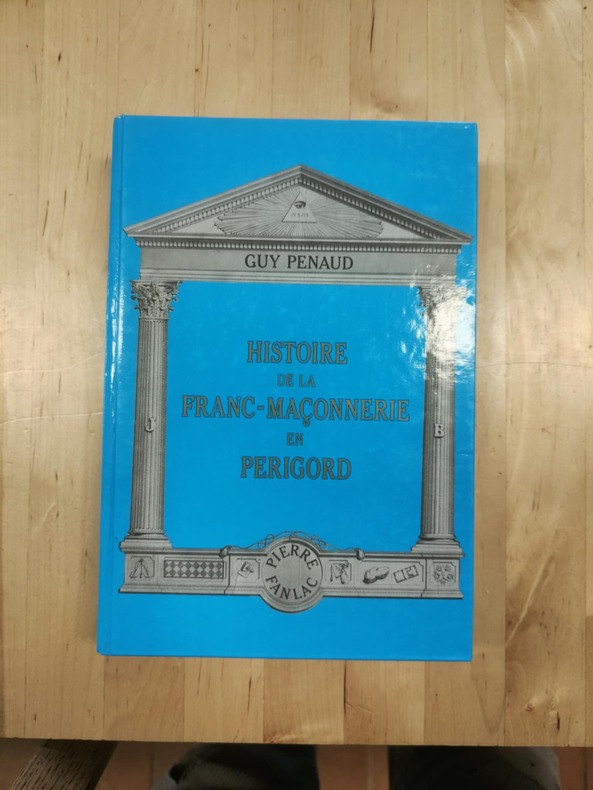 GUY PENAUD
HISTOIRE
DE LA
FRANC-MAÇONNERIE
EN
PERIGORD
J
B
PIERRE
FANLAC